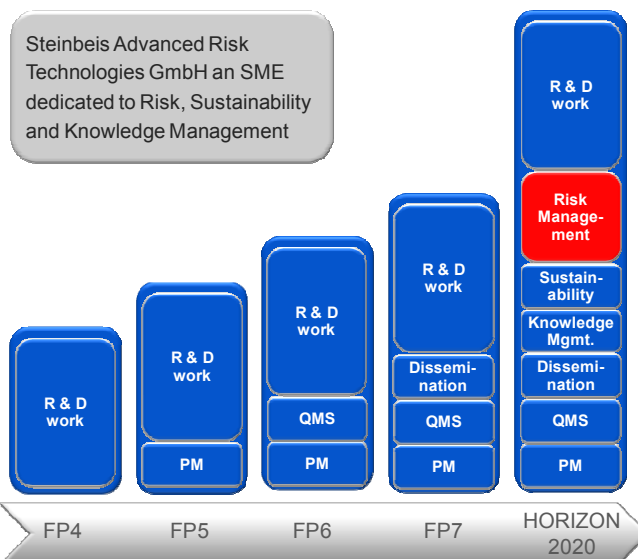 Steinbeis Advanced Risk
Technologies GmbH an SME
dedicated to Risk, Sustainability
and Knowledge Management
R & D
work
R & D
work
PM
R & D
work
QMS
PM
R & D
work
Dissemi-
nation
QMS
PM
R & D
work
Risk
Manage-
ment
Sustain-
ability
Knowledge
Mgmt.
Dissemi-
nation
QMS
PM
FP4
FP5
FP6
FP7
HORIZON
2020